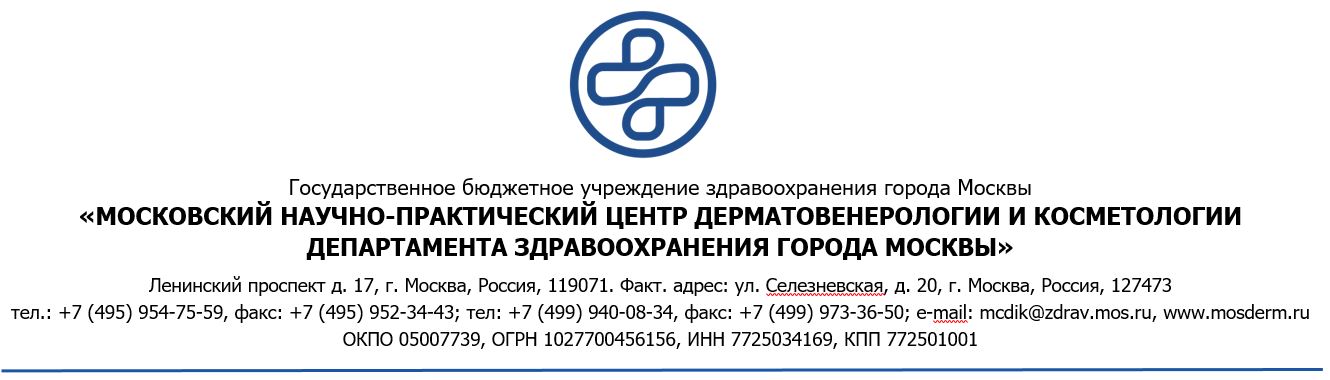 Государственное бюджетное учреждение здравоохранения города Москвы
«МОСКОВСКИЙ НАУЧНО-ПРАКТИЧЕСКИЙ ЦЕНТР ДЕРМАТОВЕНЕРОЛОГИИ И КОСМЕТОЛОГИИ
ДЕПАРТАМЕНТА ЗДРАВООХРАНЕНИЯ ГОРОДА МОСКВЫ»
Ленинский проспект д. 17, г. Москва, Россия, 119071. Факт. адрес: ул. Селезневская, д. 20, г. Москва, Россия, 127473
тел.: +7 (495) 954-75-59, факс: +7 (495) 952-34-43; тел: +7 (499) 940-08-34, факс: +7 (499) 973-36-50; e-mail: mcdik@zdrav.mos.ru, www.mosderm.ru
ОКПО 05007739, ОГРН 1027700456156, ИНН 7725034169, КПП 772501001